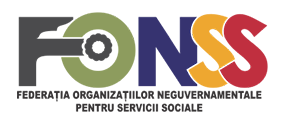 FONSS
FEDERAȚIA ORGANIZAȚIILOR NEGUVERNAMENTALE
PENTRU SERVICII SOCIALE